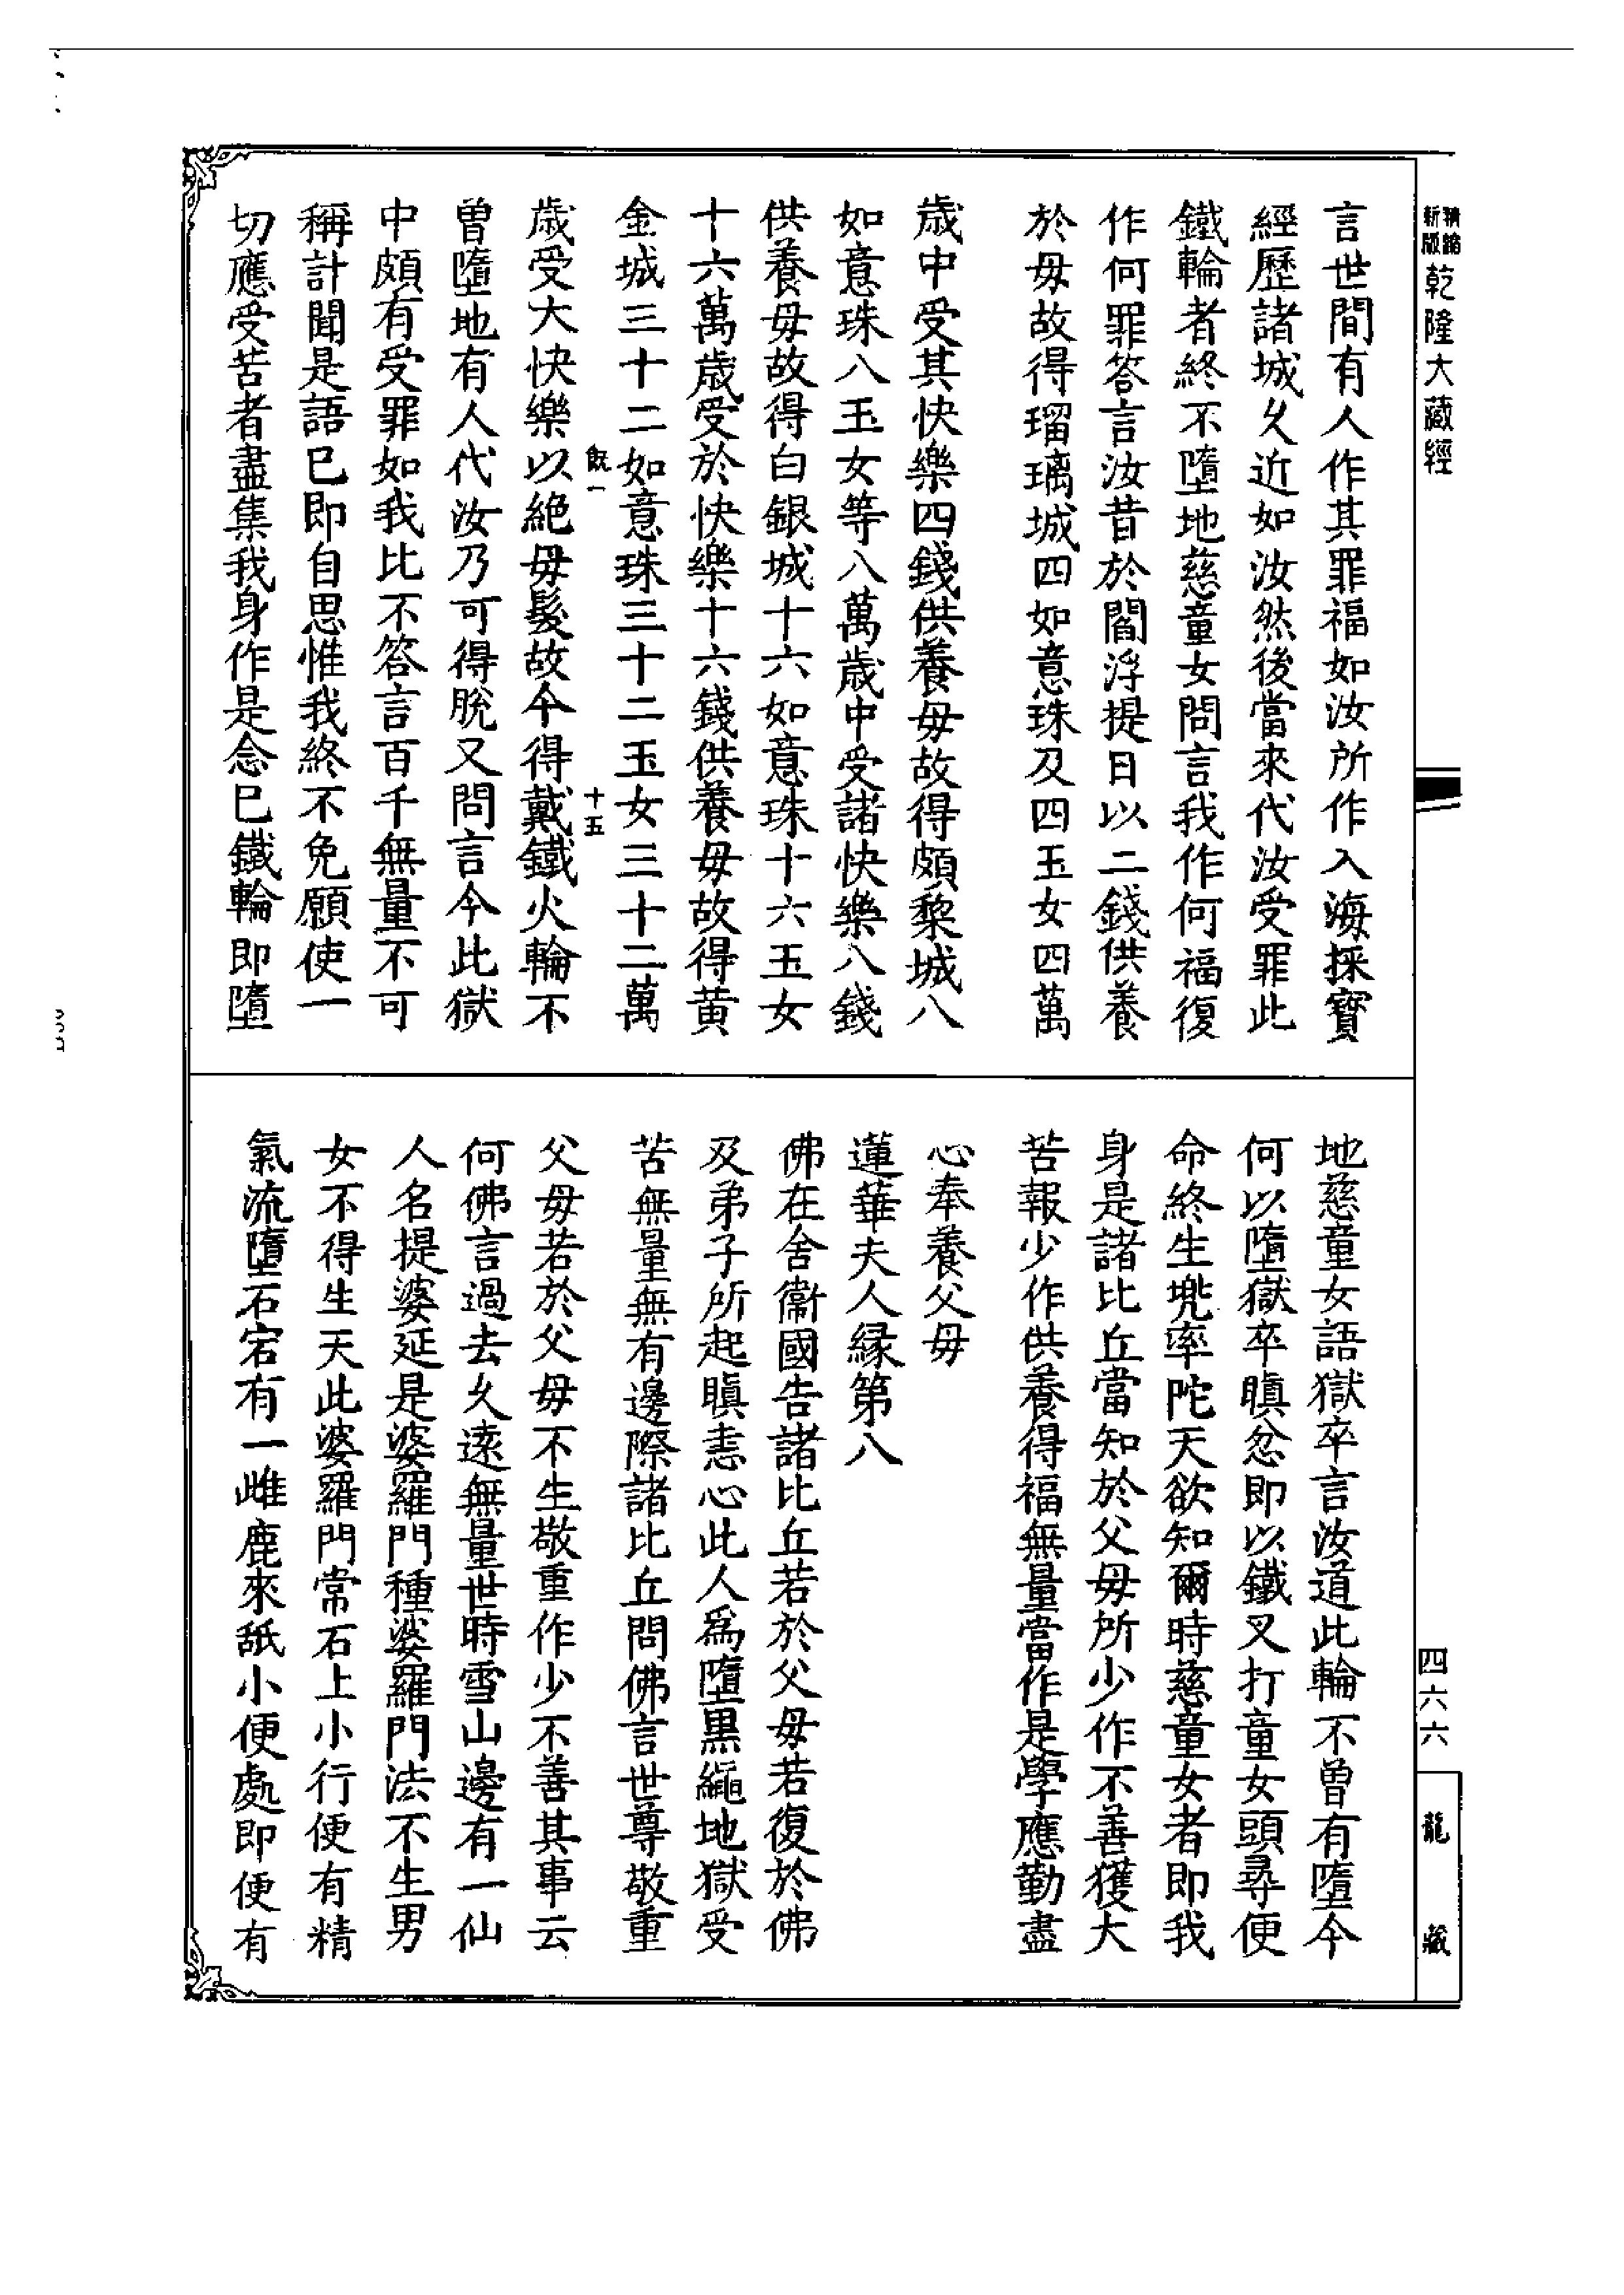 精縮
新版
乾隆大藏經
言世間有人作其罪福如汝所作入海採寶
經歷諸城久近如汝然後當來代汝受罪此
鐵輪者終不墮地慈童女問言我作何福復
作何罪答言汝昔於閻浮提日以二錢供養
於母故得瑠璃城四如意珠及四玉女四萬
歲中受其快樂四錢供養母故得頗黎城八
如意珠八玉女等八萬歲中受諸快樂八錢
供養母故得白銀城十六如意珠十六玉女
十六萬歲受於快樂十六錢供養母故得黃
金城三十二如意珠三十二玉女三十二萬
飢一
十五
歲受大快樂以絕母髮故今得戴鐵火輪不
曾墮地有人代汝乃可得脫又問言今此獄
中頗有受罪如我比不答言百千無量不可
稱計聞是語已即自思惟我終不免願使一
切應受苦者盡集我身作是念已鐵輪即墮
地慈童女語獄卒言汝道此輪不曾有墮今
何以墮獄卒瞋忿即以鐵叉打童女頭尋便
命終生兜率陀天欲知爾時慈童女者即我
身是諸比丘當知於父母所少作不善獲大
苦報少作供養得福無量當作是學應勤盡
心奉養父母
蓮華夫人緣第八
佛在舍衛國告諸比丘若於父母若復於佛
及弟子所起瞋恚心此人為墮黑繩地獄受
苦無量無有邊際諸比丘問佛言世尊敬重
父母若於父母不生敬重作少不善其事云
何佛言過去久遠無量世時雪山邊有一仙
人名提婆延是婆羅門種婆羅門法不生男
女不得生天此婆羅門常石上小行便有精
氣流墮石宕有一雌鹿來舐小便處即便有
四六六
龍藏